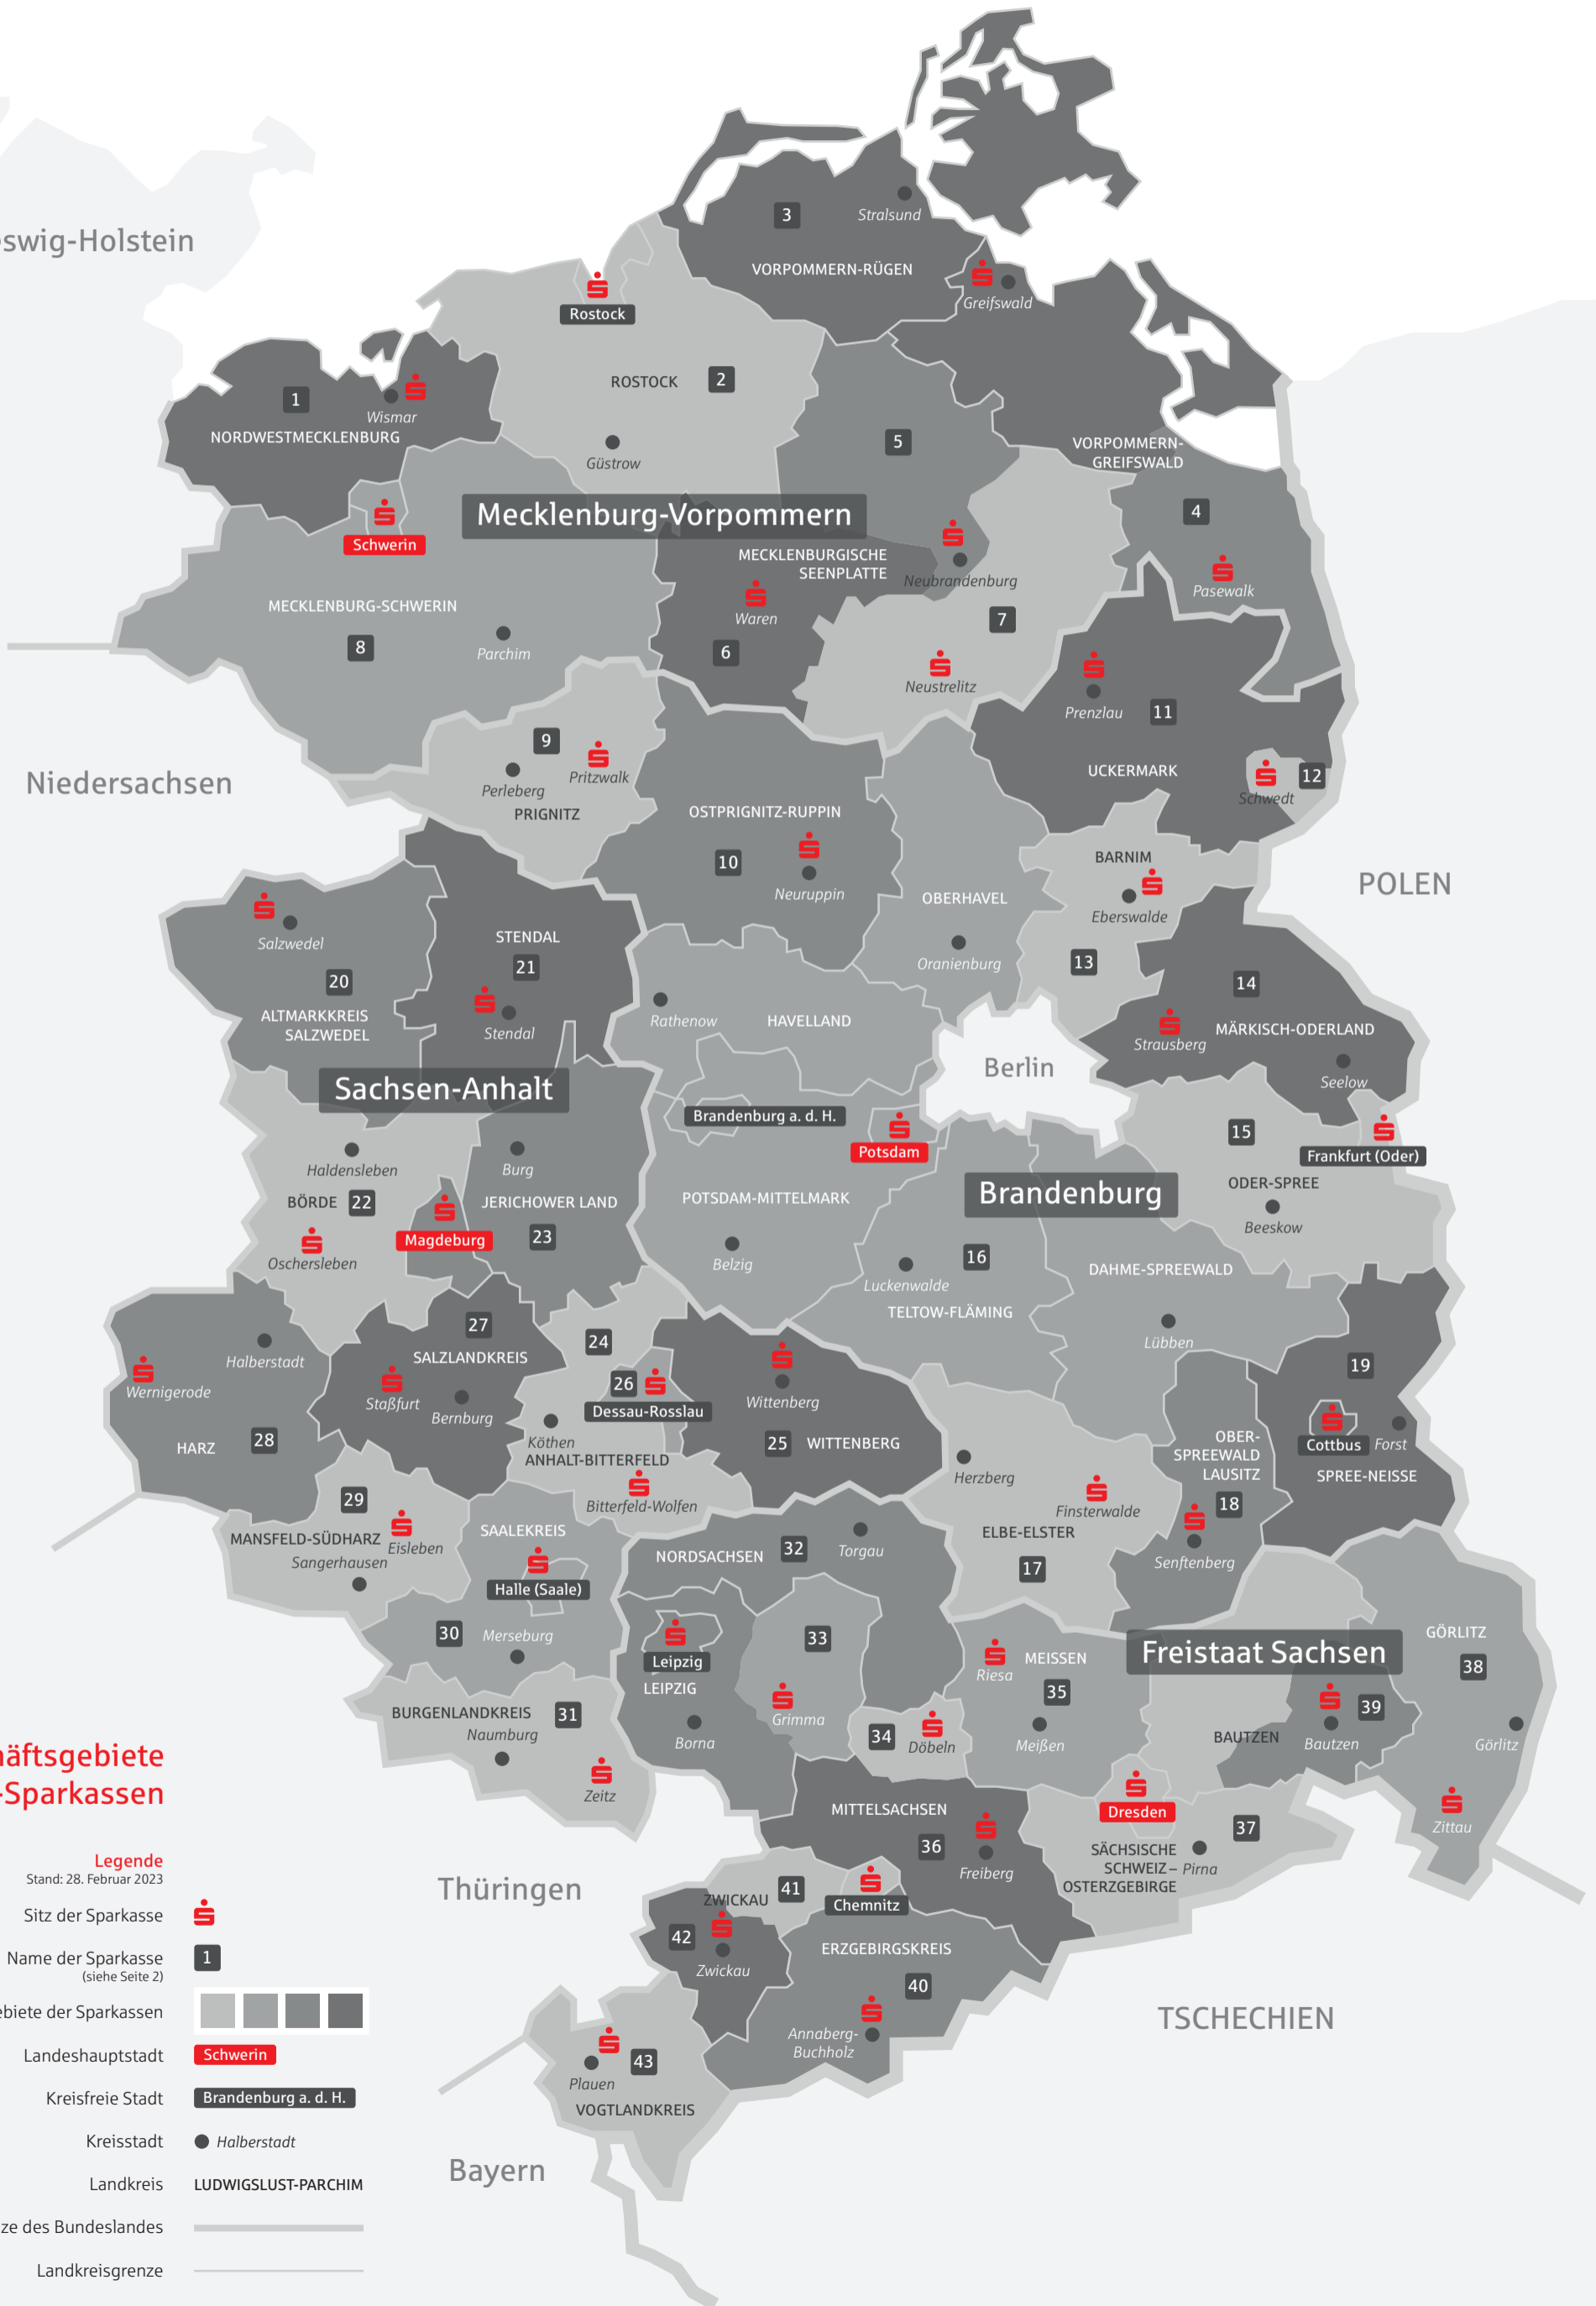 eswig-Holstein
3
Stralsund
VORPOMMERN-RÜGEN
Greifswald
Rostock
ROSTOCK
2
1
Wismar
NORDWESTMECKLENBURG
Güstrow
5
VORPOMMERN-
GREIFSWALD
4
Pasewalk
Mecklenburg-Vorpommern
Schwerin
MECKLENBURGISCHE
SEENPLATTE
Neubrandenburg
Waren
7
6
Neustrelitz
MECKLENBURG-SCHWERIN
8
Parchim
Prenzlau
11
UCKERMARK
12
Schwedt
9
Pritzwalk
Perleberg
PRIGNITZ
Niedersachsen
OSTPRIGNITZ-RUPPIN
10
Neuruppin
BARNIM
Eberswalde
13
OBERHAVEL
Oranienburg
POLEN
Salzwedel
20
ALTMARKKREIS
SALZWEDEL
STENDAL
21
Stendal
Rathenow
HAVELLAND
14
MÄRKISCH-ODERLAND
Strausberg
Seelow
Berlin
Sachsen-Anhalt
Brandenburg a. d. H.
Potsdam
15
Frankfurt (Oder)
ODER-SPREE
Beeskow
Haldensleben
BÖRDE
22
Oschersleben
Magdeburg
Burg
JERICHOWER LAND
23
POTSDAM-MITTELMARK
Belzig
Brandenburg
16
Luckenwalde
TELTOW-FLÄMING
DAHME-SPREEWALD
Lübben
27
SALZLANDKREIS
Staßfurt
Bernburg
24
26
Dessau-Rosslau
Köthen
ANHALT-BITTERFELD
Bitterfeld-Wolfen
Wittenberg
25
WITTENBERG
Halberstadt
Wernigerode
HARZ
28
19
Cottbus
Forst
SPREE-NEISSE
OBER-
SPREEWALD
LAUSITZ
18
Senftenberg
Herzberg
Finsterwalde
ELBE-ELSTER
17
29
MANSFELD-SÜDHARZ
Eisleben
Sangerhausen
SAALEKREIS
Halle (Saale)
30
Merseburg
NORDSACHSEN
32
Torgau
33
Leipzig
LEIPZIG
Grimma
Borna
BURGENLANDKREIS
31
Naumburg
Zeitz
34
Döbeln
Riesa
MEISSEN
35
Meißen
Freistaat Sachsen
GÖRLITZ
38
Görlitz
Zittau
39
BAUTZEN
Bautzen
Dresden
37
SÄCHSISCHE
SCHWEIZ–
OSTERZGEBIRGE
Pirna
MITTELSACHSEN
36
Freiberg
41
ZWICKAU
Chemnitz
42
Zwickau
ERZGEBIRGSKREIS
40
Annaberg-
Buchholz
43
Plauen
VOGTLANDKREIS
Thüringen
Bayern
TSCHECHIEN
äftsgebiete
-Sparkassen
Legende
Stand: 28. Februar 2023
Sitz der Sparkasse
Name der Sparkasse
1
(siehe Seite 2)
ebiete der Sparkassen
Landeshauptstadt
Schwerin
Kreisfreie Stadt
Brandenburg a. d. H.
Kreisstadt
Halberstadt
Landkreis
LUDWIGSLUST-PARCHIM
ze des Bundeslandes
Landkreisgrenze